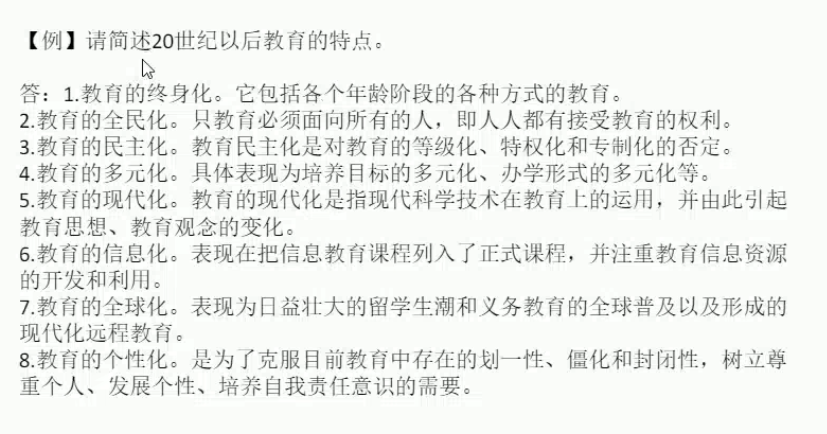 【例】请简述20世纪以后教育的特点。
答：1.教育的终身化。它包括各个年龄阶段的各种方式的教育。
2.教育的全民化。只教育必须面向所有的人，即人人都有接受教育的权利。
3.教育的民主化。教育民主化是对教育的等级化、特权化和专制化的否定。
4.教育的多元化。具体表现为培养目标的多元化、办学形式的多元化等。
5.教育的现代化。教育的现代化是指现代科学技术在教育上的运用，并由此引起
教育思想、教育观念的变化。
6.教育的信息化。表现在把信息教育课程列入了正式课程，并注重教育信息资源
的开发和利用。
7.教育的全球化。表现为日益壮大的留学生潮和义务教育的全球普及以及形成的
现代化远程教育。
8.教育的个性化。是为了克服目前教育中存在的划一性、僵化和封闭性，树立尊
重个人、发展个性、培养自我责任意识的需要。